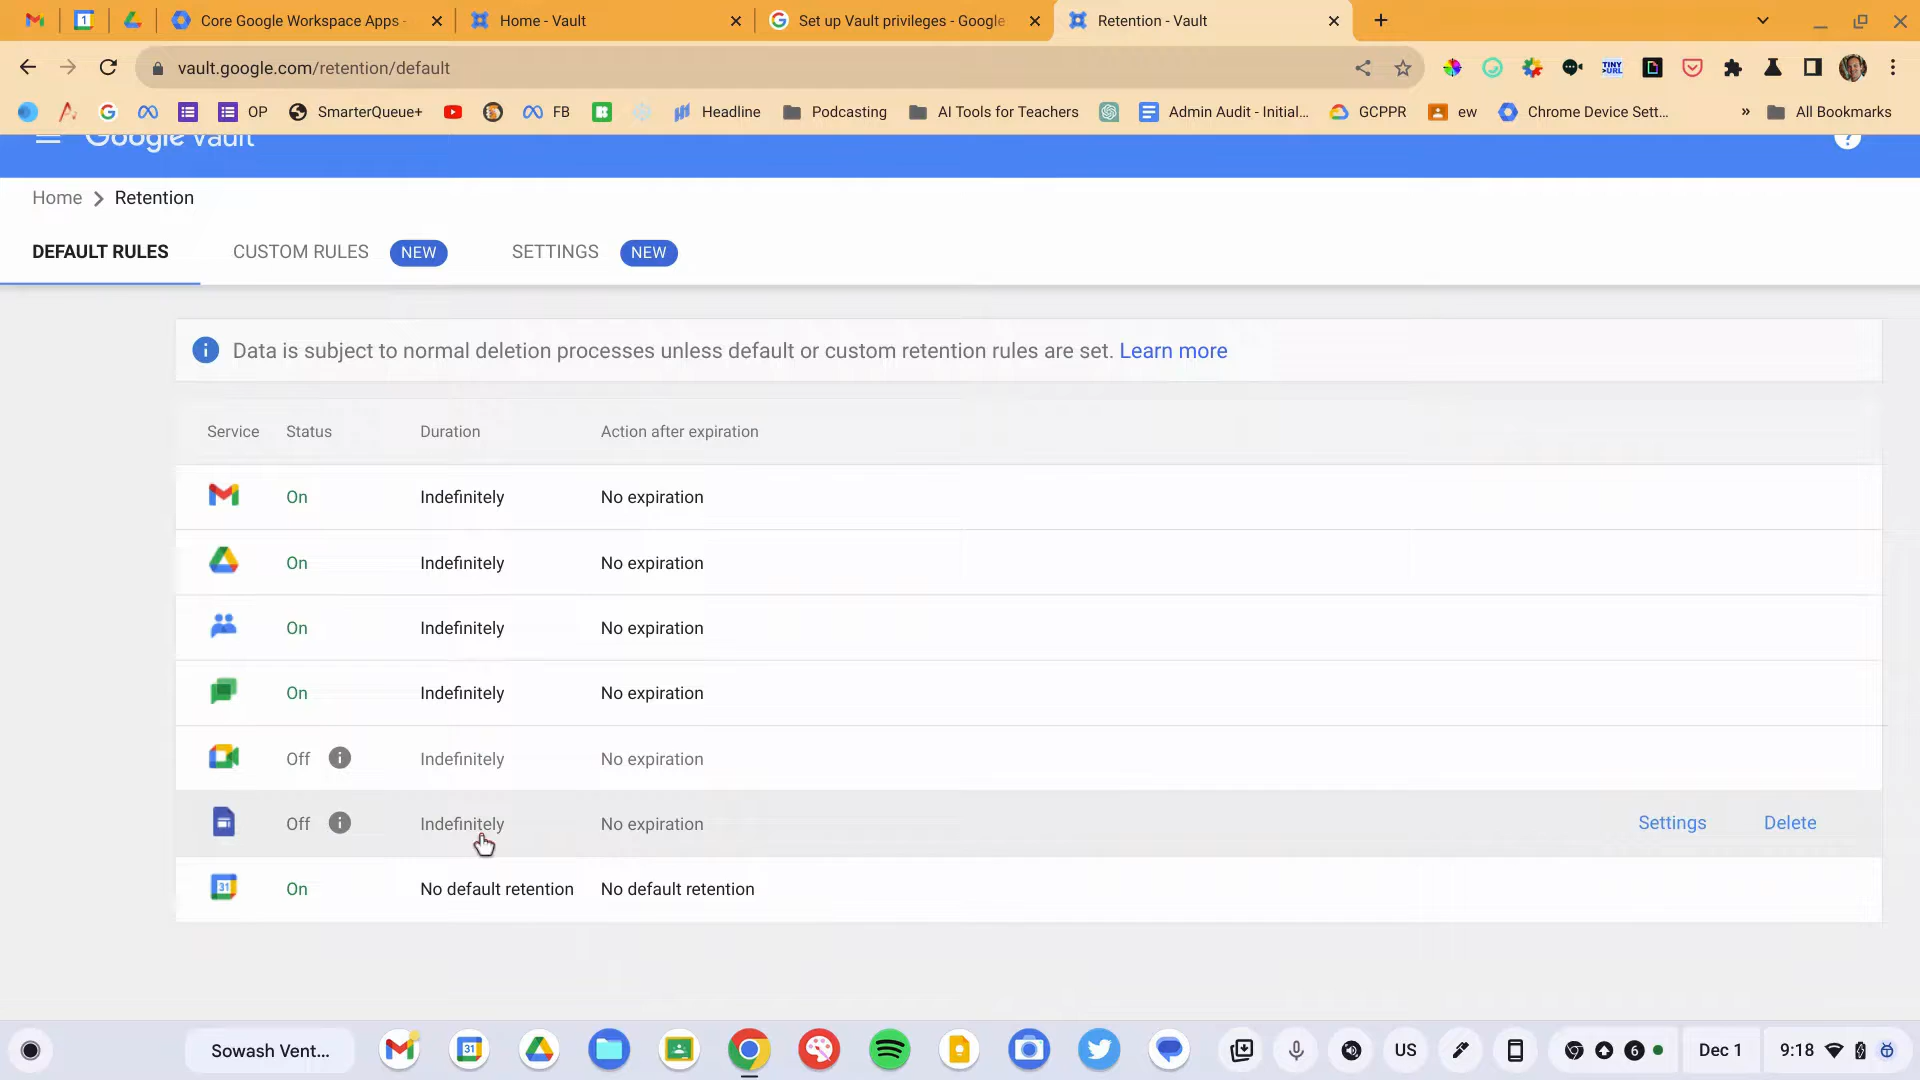 Core Google Workspace Apps -
Home - Vault
Set up Vault privileges - Google
Retention - Vault
vault.google.com/retention/default
TINY >URL
OP
SmarterQueue+
FB
Headline
Podcasting
AI Tools for Teachers
Admin Audit - Initial...
GCPPR
ew
Chrome Device Sett...
»
All Bookmarks
Google Vault
Home > Retention
DEFAULT RULES
CUSTOM RULES
NEW
SETTINGS
NEW
Data is subject to normal deletion processes unless default or custom retention rules are set. Learn more
Service Status Duration Action after expiration
On Indefinitely No expiration
On Indefinitely No expiration
On Indefinitely No expiration
On Indefinitely No expiration
Off Indefinitely No expiration
Off Indefinitely No expiration Settings Delete
31 On No default retention No default retention
Sowash Vent...
31
US
6
Dec 1
9:18